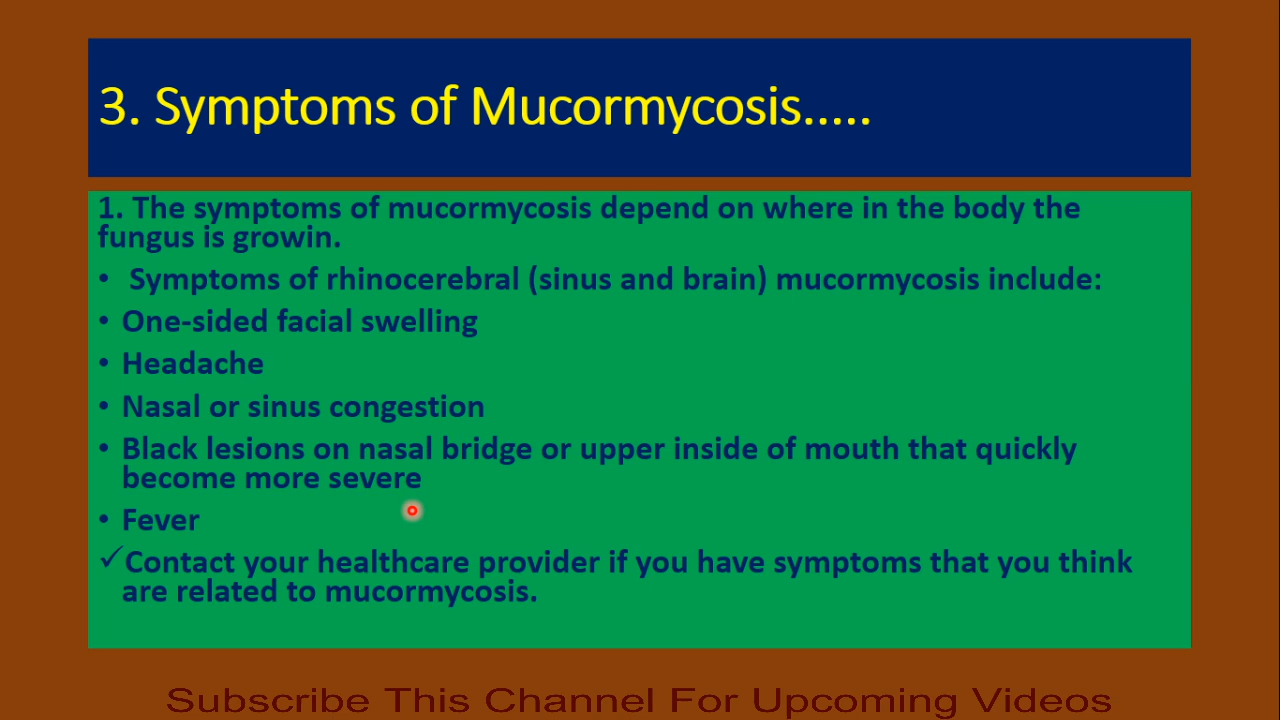 3. Symptoms of Mucormycosis.....
1. The symptoms of mucormycosis depend on where in the body the
fungus is growin.
• Symptoms of rhinocerebral (sinus and brain) mucormycosis include:
• One-sided facial swelling
• Headache
• Nasal or sinus congestion
• Black lesions on nasal bridge or upper inside of mouth that quickly
become more severe
• Fever
✓Contact your healthcare provider if you have symptoms that you think
are related to mucormycosis.
Subscribe This Channel For Upcoming Videos